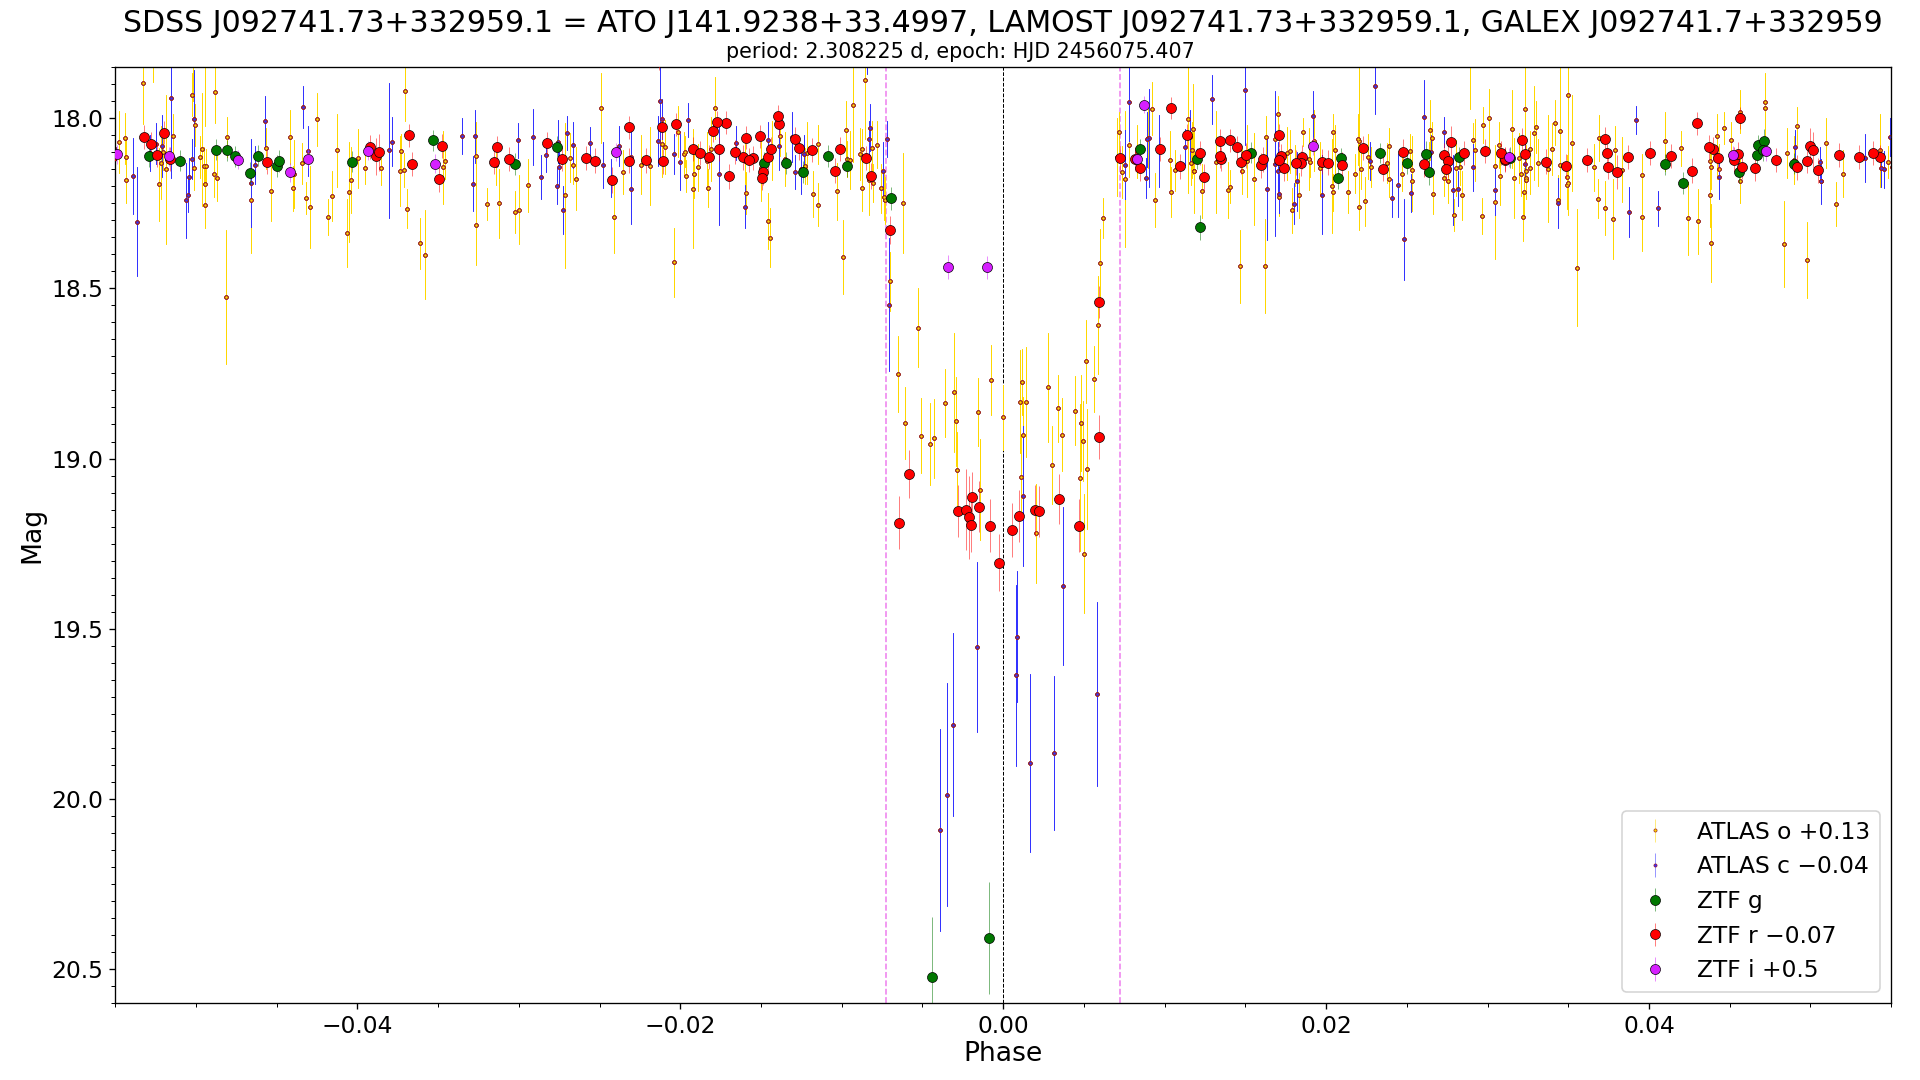 SDSS J092741.73+332959.1 = ATO J141.9238+33.4997, LAMOST J092741.73+332959.1, GALEX J092741.7+332959
period: 2.308225 d, epoch: HJD 2456075.407
18.0
18.5
19.0
19.5
20.0
20.5
Mag
ATLAS o +0.13
ATLAS c −0.04
ZTF g
ZTF r −0.07
ZTF i +0.5
−0.04
−0.02
0.00
0.02
0.04
Phase